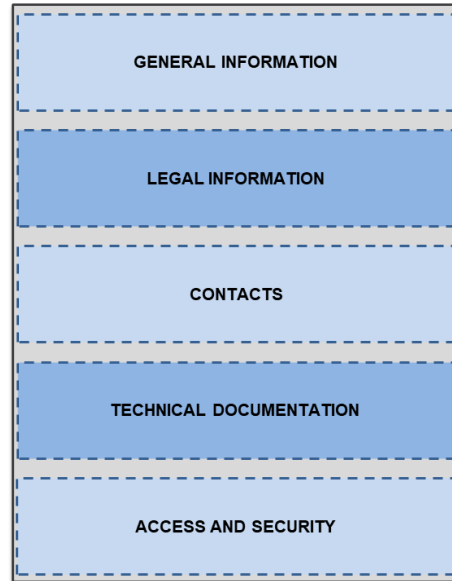 GENERAL INFORMATION
LEGAL INFORMATION
CONTACTS
TECHNICAL DOCUMENTATION
ACCESS AND SECURITY